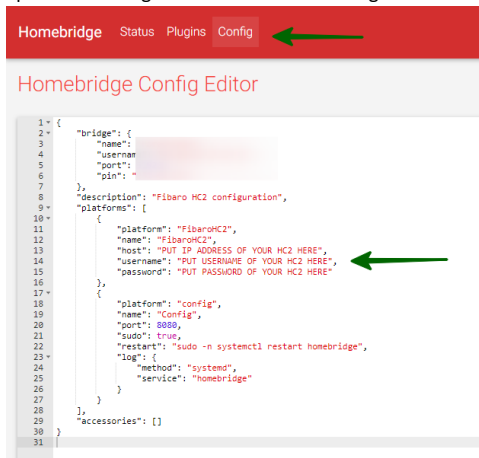 Homebridge Status Plugins Config
Homebridge Config Editor
1 {
2 "bridge": {
3 "name":
4
5 "port":
6 "pin": "
7 },
8 "description": "Fibaro HC2 configuration",
9 "platforms": [
10 {
11 "platform": "FibaroHC2",
12 "name": "FibaroHC2",
13 "host": "PUT IP ADDRESS OF YOUR HC2 HERE",
14 "username": "PUT USERNAME OF YOUR HC2 HERE",
15 "password": "PUT PASSWORD OF YOUR HC2 HERE"
16 },
17 {
18 "platform": "config",
19 "name": "Config",
20 "port": 8080,
21 "sudo": true,
22 "restart": "sudo -n systemctl restart homebridge",
23 "log": {
24 "method": "systemd",
25 "service": "homebridge"
26 }
27 }
28 ],
29 "accessories": []
30 }
31